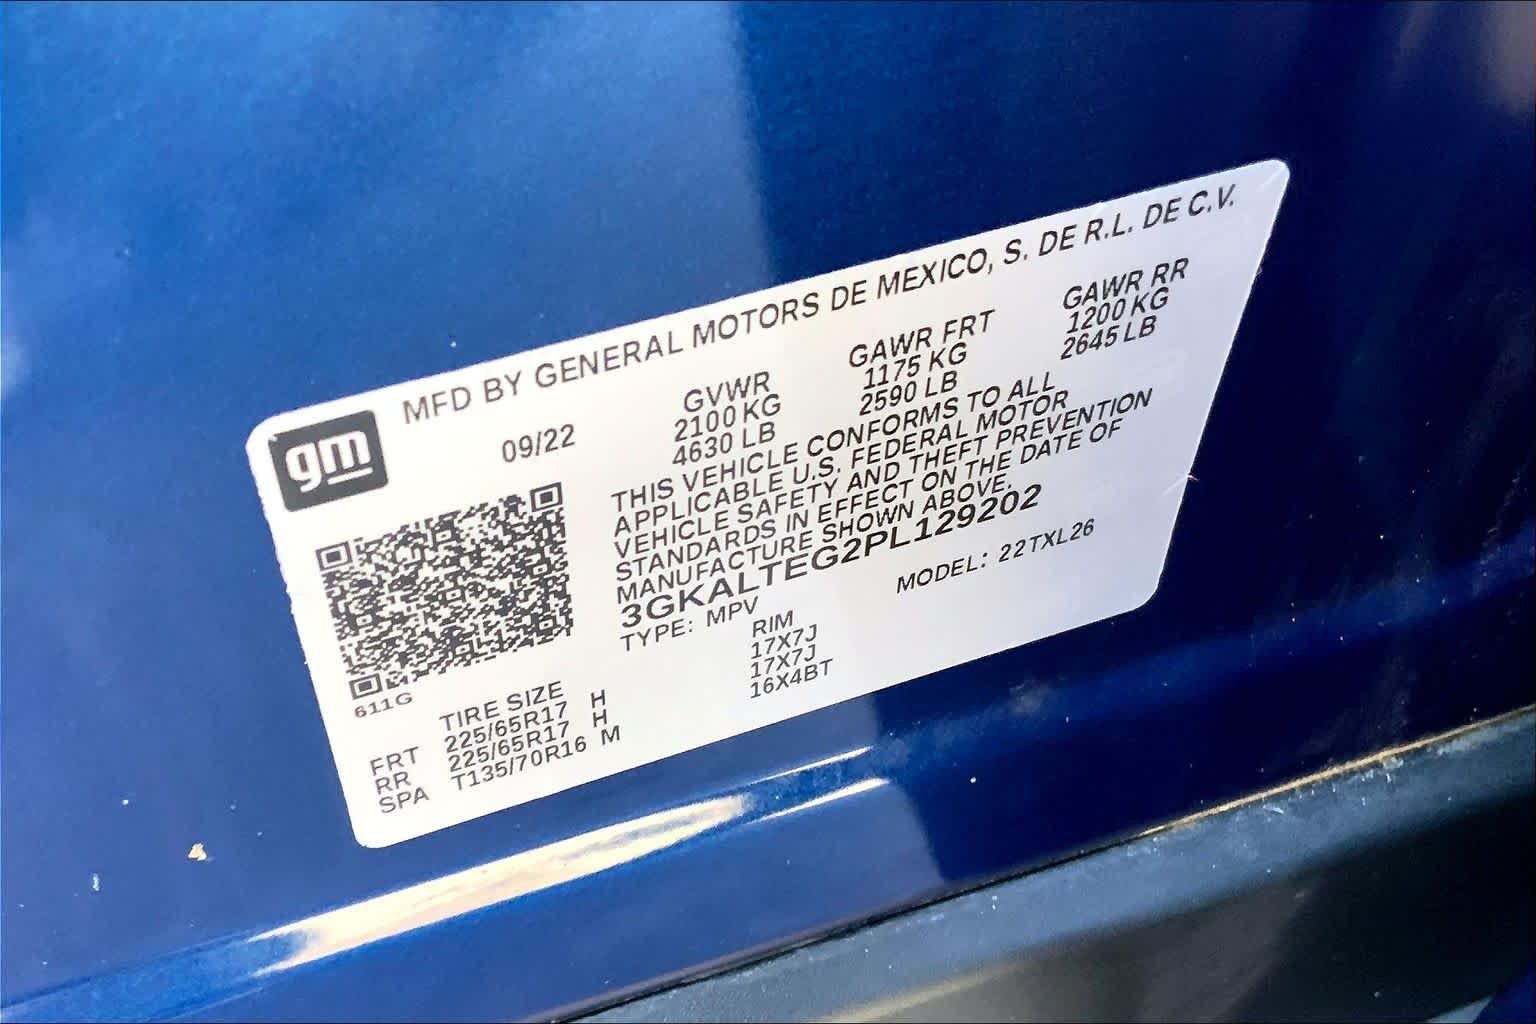 MFD BY GENERAL MOTORS DE MEXICO, S. DE R.L. DE C.V.
gm
09/22
GVWR GAWR FRT GAWR RR
2100 KG 1175 KG 1200 KG
4630 LB 2590 LB 2645 LB
THIS VEHICLE CONFORMS TO ALL
APPLICABLE U.S. FEDERAL MOTOR
VEHICLE SAFETY AND THEFT PREVENTION
STANDARDS IN EFFECT ON THE DATE OF
MANUFACTURE SHOWN ABOVE.
3GKALTEG2PL129202
TYPE: MPV MODEL: 22TXL26
611G
TIRE SIZE RIM
FRT 225/65R17 H 17X7J
RR 225/65R17 H 17X7J
SPA T135/70R16 M 16X4BT